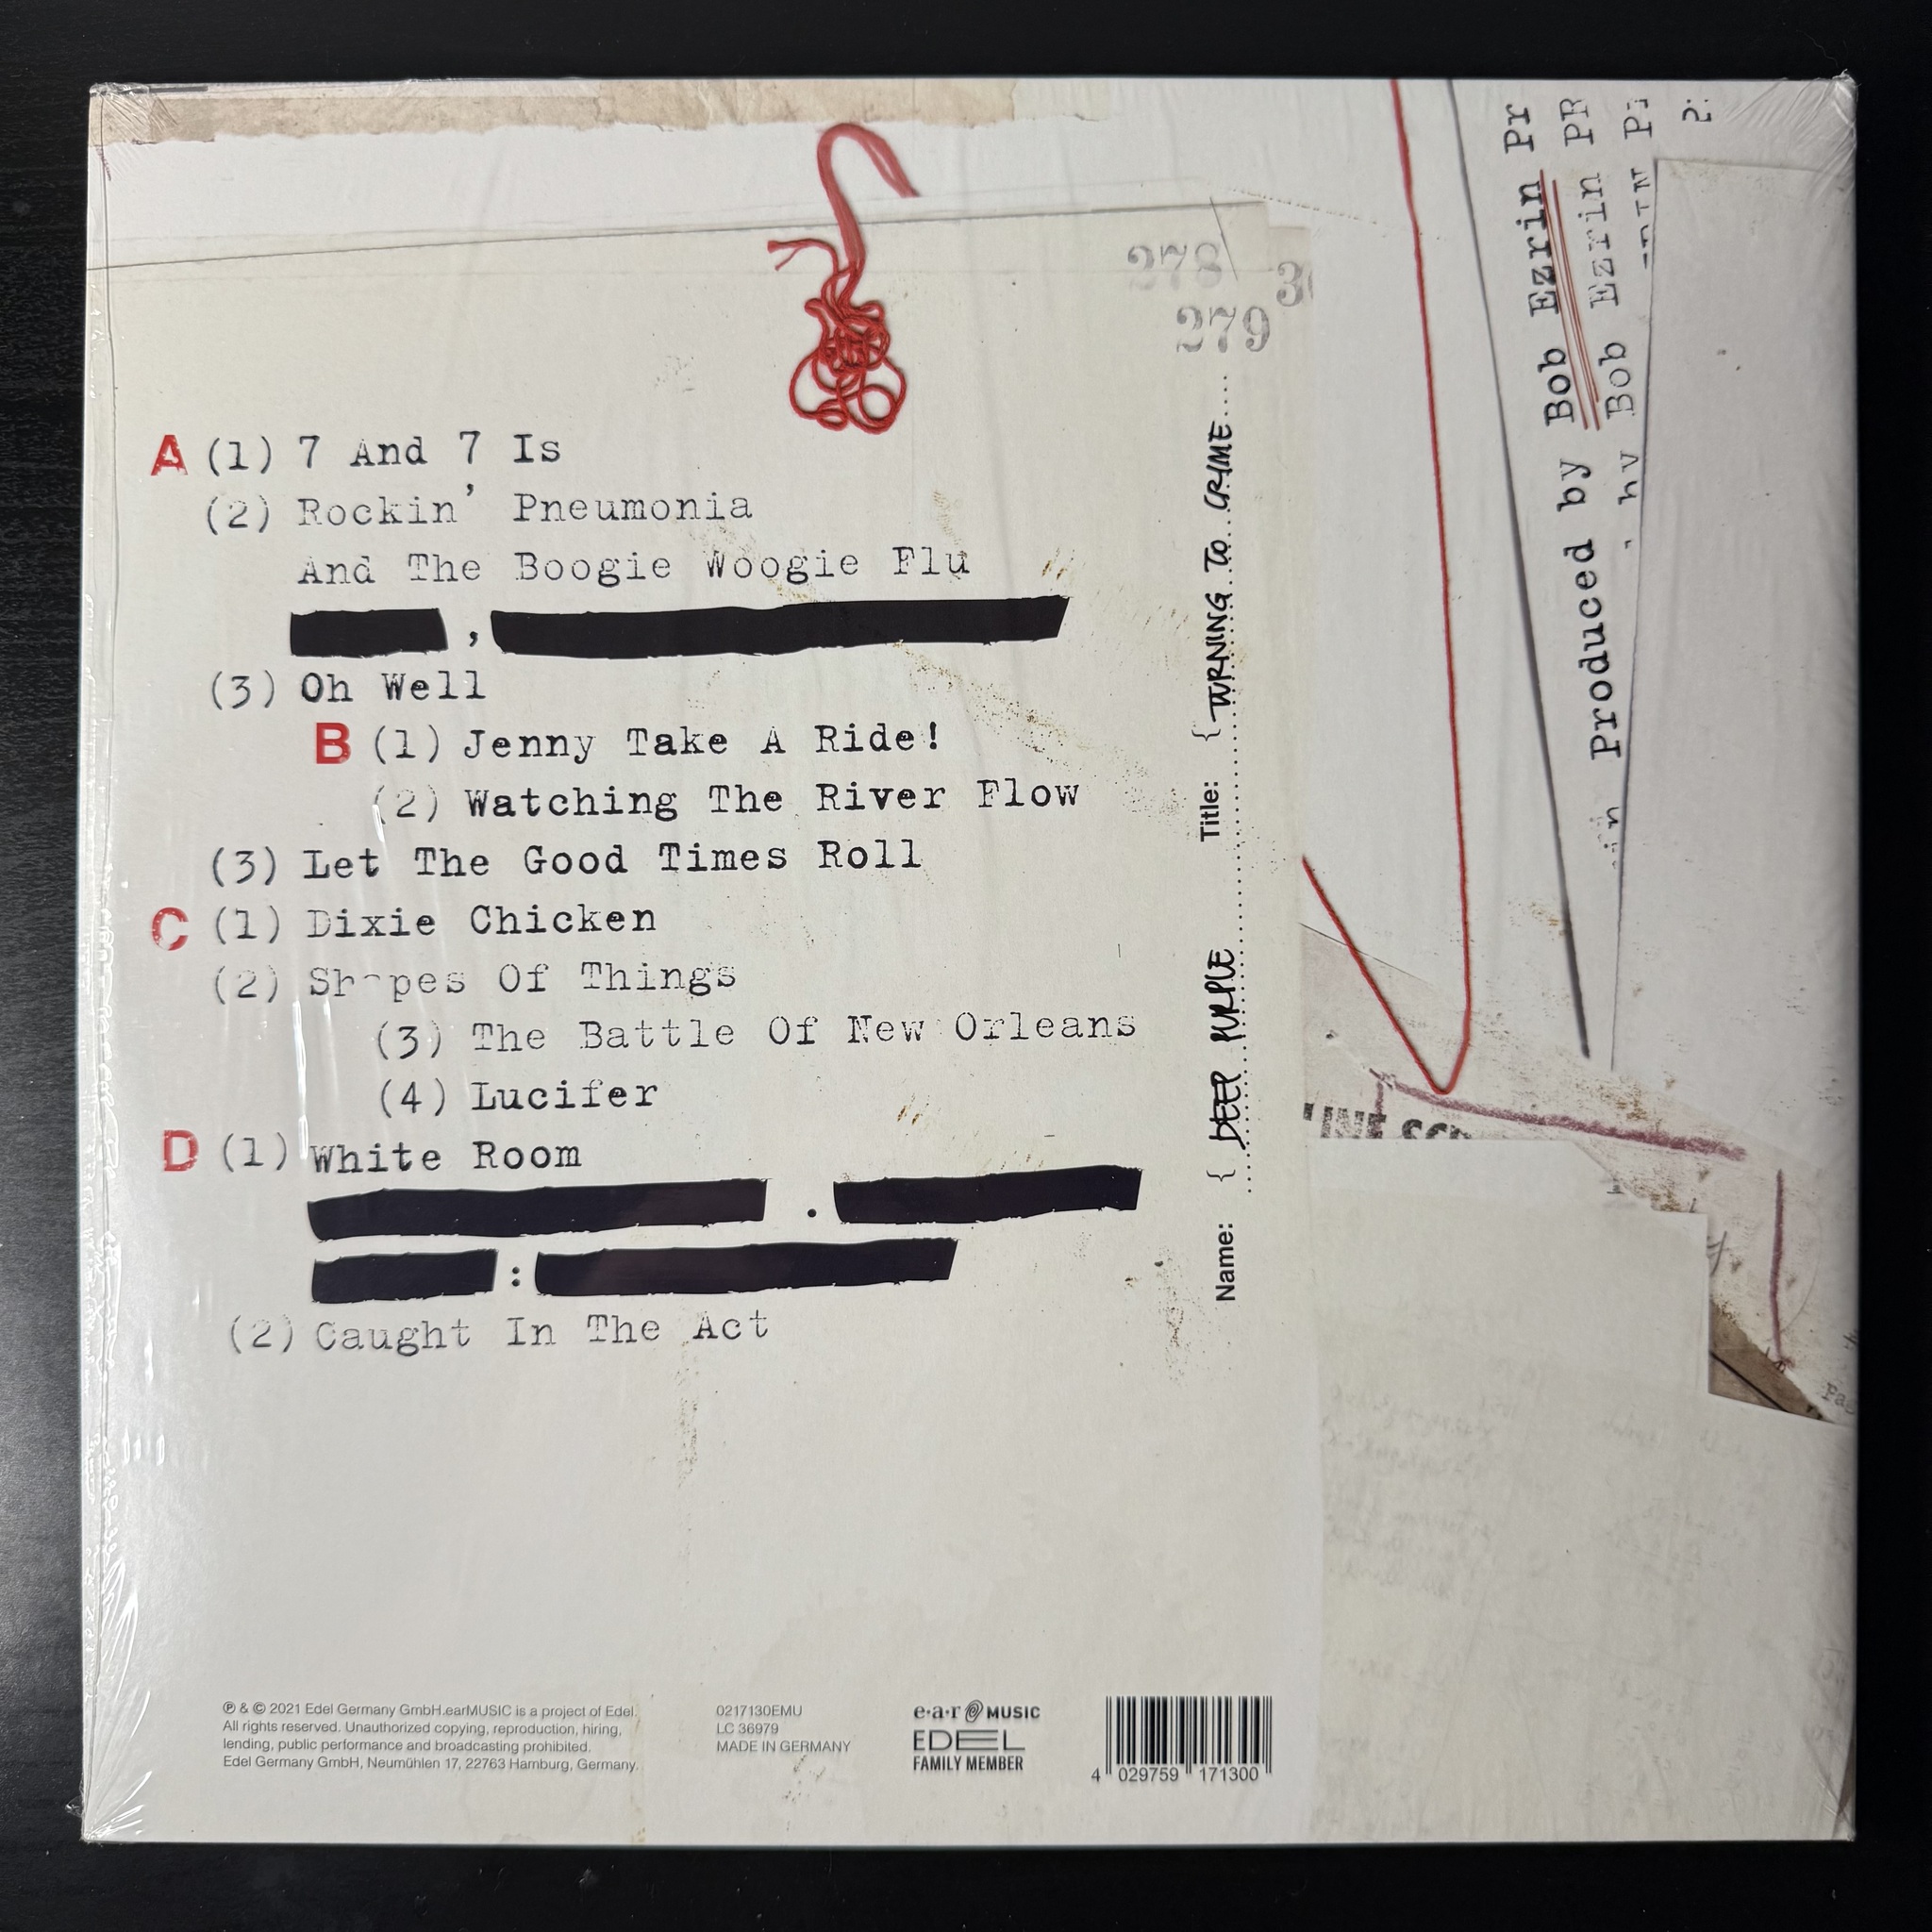 278
279
A (1) 7 And 7 Is
(2) Rockin' Pneumonia
And The Boogie Woogie Flu
,
(3) Oh Well
B (1) Jenny Take A Ride!
(2) Watching The River Flow
(3) Let The Good Times Roll
C (1) Dixie Chicken
(2) Shapes Of Things
(3) The Battle Of New Orleans
(4) Lucifer
D (1) White Room
.
:
(2) Caught In The Act
Name: { DEEP PURPLE Title: { TURNING TO CRIME
Produced by Bob Ezrin Pr
by Bob Ezrin PR
℗ & © 2021 Edel Germany GmbH.earMUSIC is a project of Edel.
All rights reserved. Unauthorized copying, reproduction, hiring,
lending, public performance and broadcasting prohibited.
Edel Germany GmbH, Neumühlen 17, 22763 Hamburg, Germany.
0217130EMU
LC 36979
MADE IN GERMANY
e·a·r MUSIC
EDEL
FAMILY MEMBER
4 029759 171300